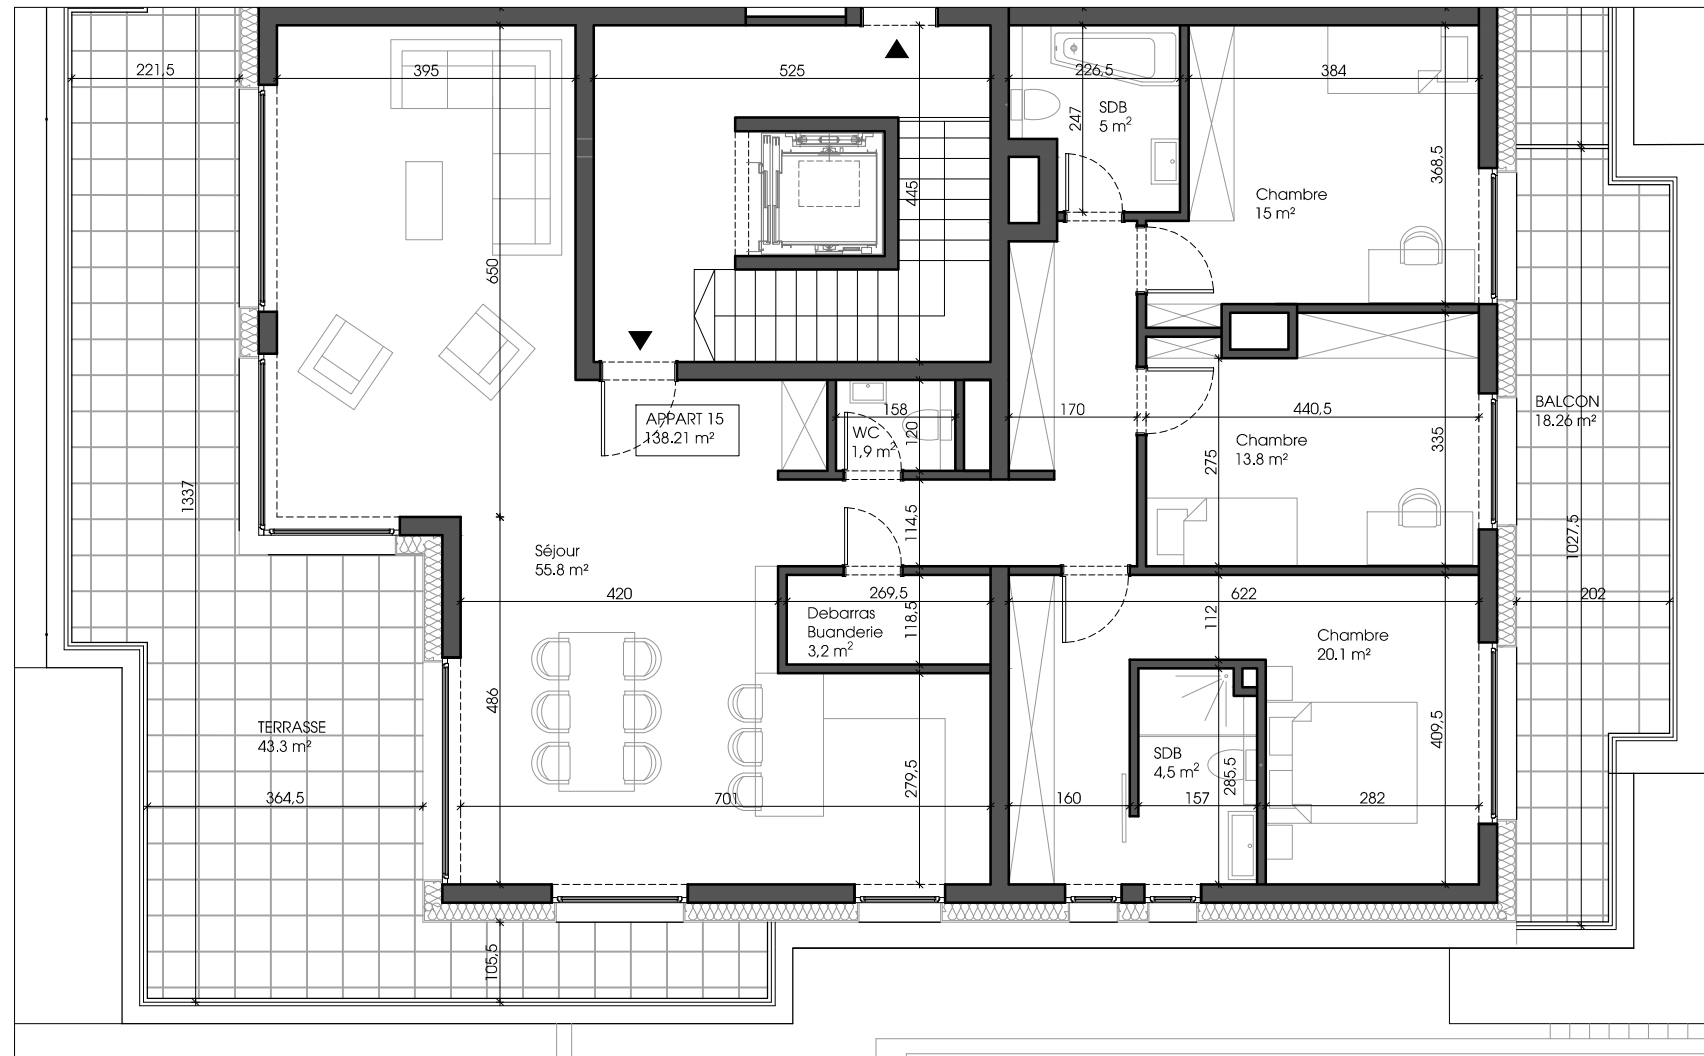 221,5
395
525
226,5
384
SDB
5 m²
247
368,5
445
Chambre
15 m²
650
APPART 15
138.21 m²
158
WC
1,9 m²
120
170
440,5
Chambre
13.8 m²
335
275
BALCON
18.26 m²
1337
114,5
1027,5
Séjour
55.8 m²
420
269,5
622
202
Debarras
Buanderie
3,2 m²
118,5
112
Chambre
20.1 m²
486
TERRASSE
43.3 m²
409,5
SDB
4,5 m²
285,5
279,5
364,5
701
160
157
282
105,5